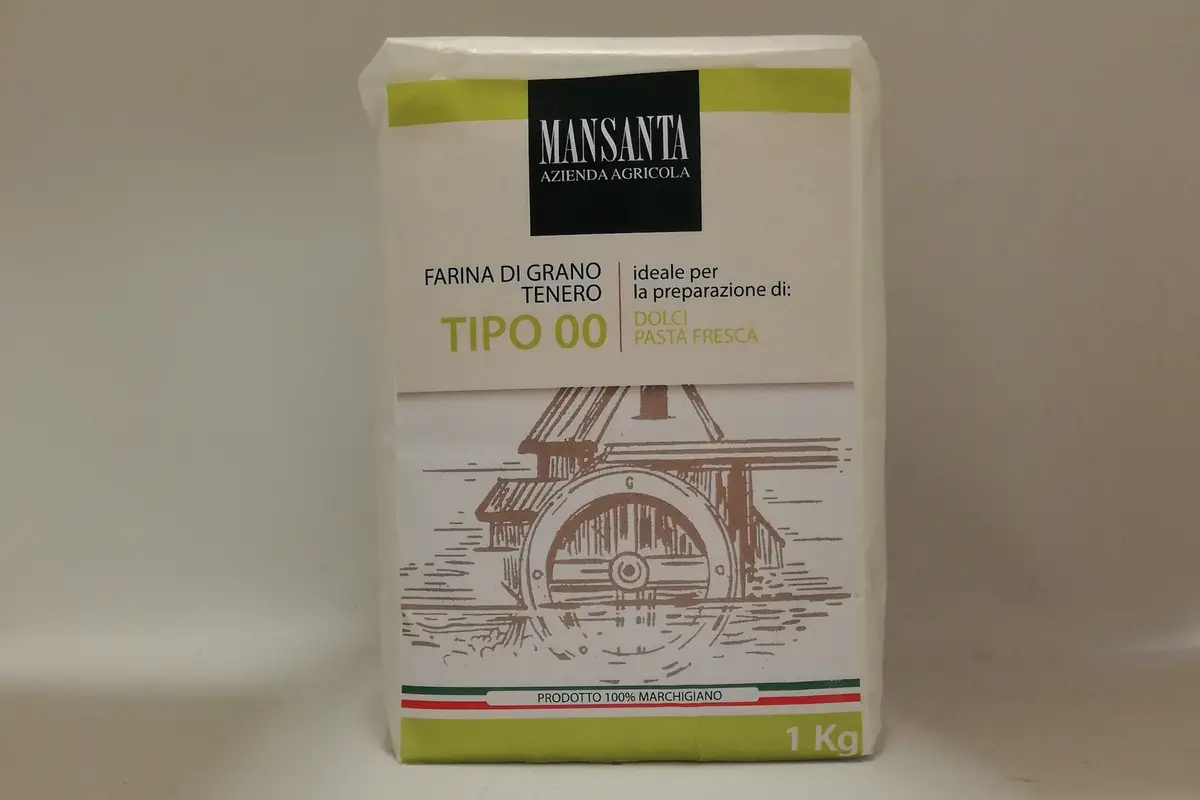 MANSANTA
AZIENDA AGRICOLA
FARINA DI GRANO
TENERO
TIPO 00
ideale per
la preparazione di:
DOLCI
PASTA FRESCA
G
PRODOTTO 100% MARCHIGIANO
1 Kg